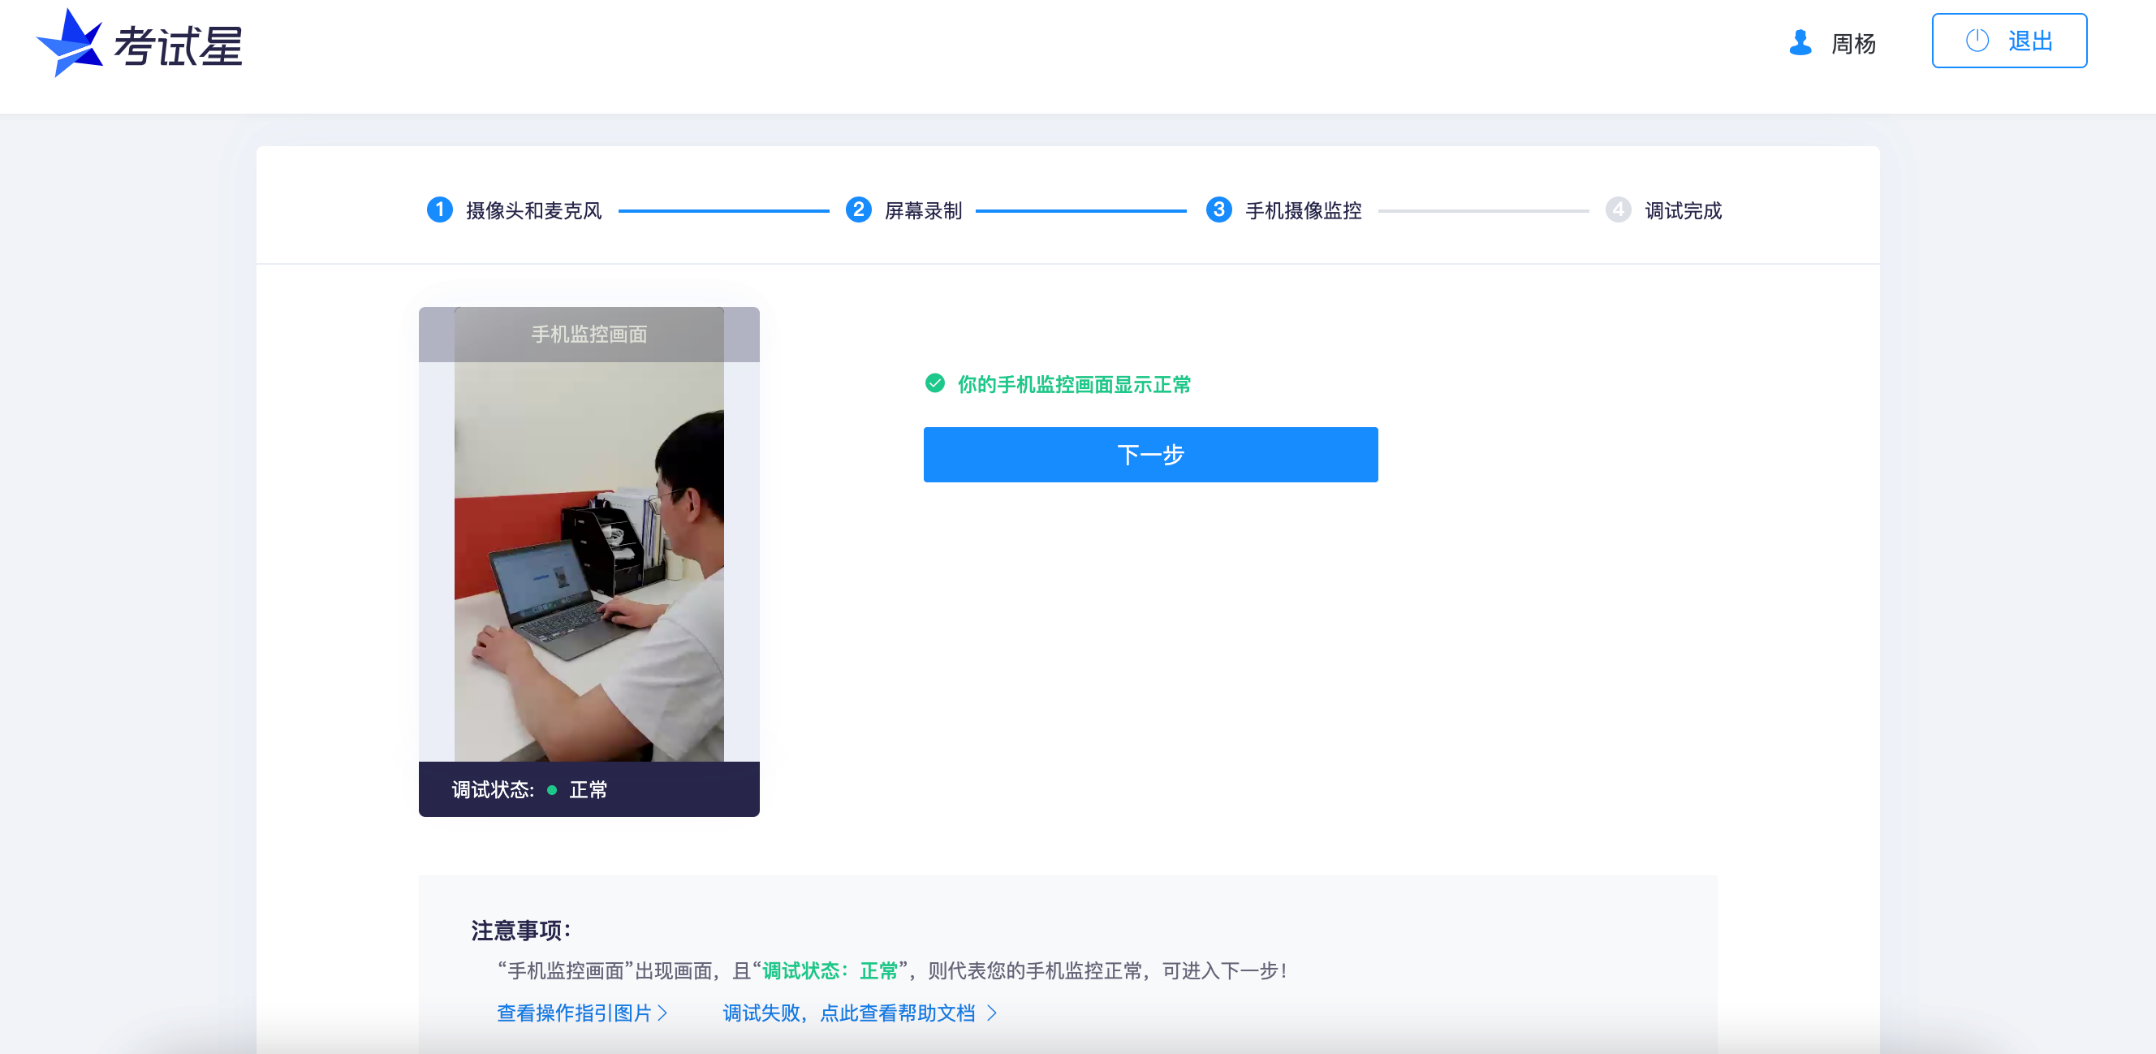 考试星
周杨
退出
1 摄像头和麦克风
2 屏幕录制
3 手机摄像监控
4 调试完成
手机监控画面
你的手机监控画面显示正常
下一步
调试状态: 正常
注意事项：
“手机监控画面”出现画面，且“调试状态：正常”，则代表您的手机监控正常，可进入下一步！
查看操作指引图片
调试失败，点此查看帮助文档